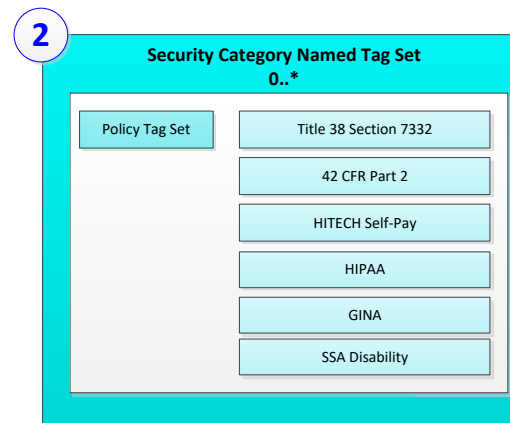 2
Security Category Named Tag Set
0..*
Policy Tag Set
Title 38 Section 7332
42 CFR Part 2
HITECH Self-Pay
HIPAA
GINA
SSA Disability